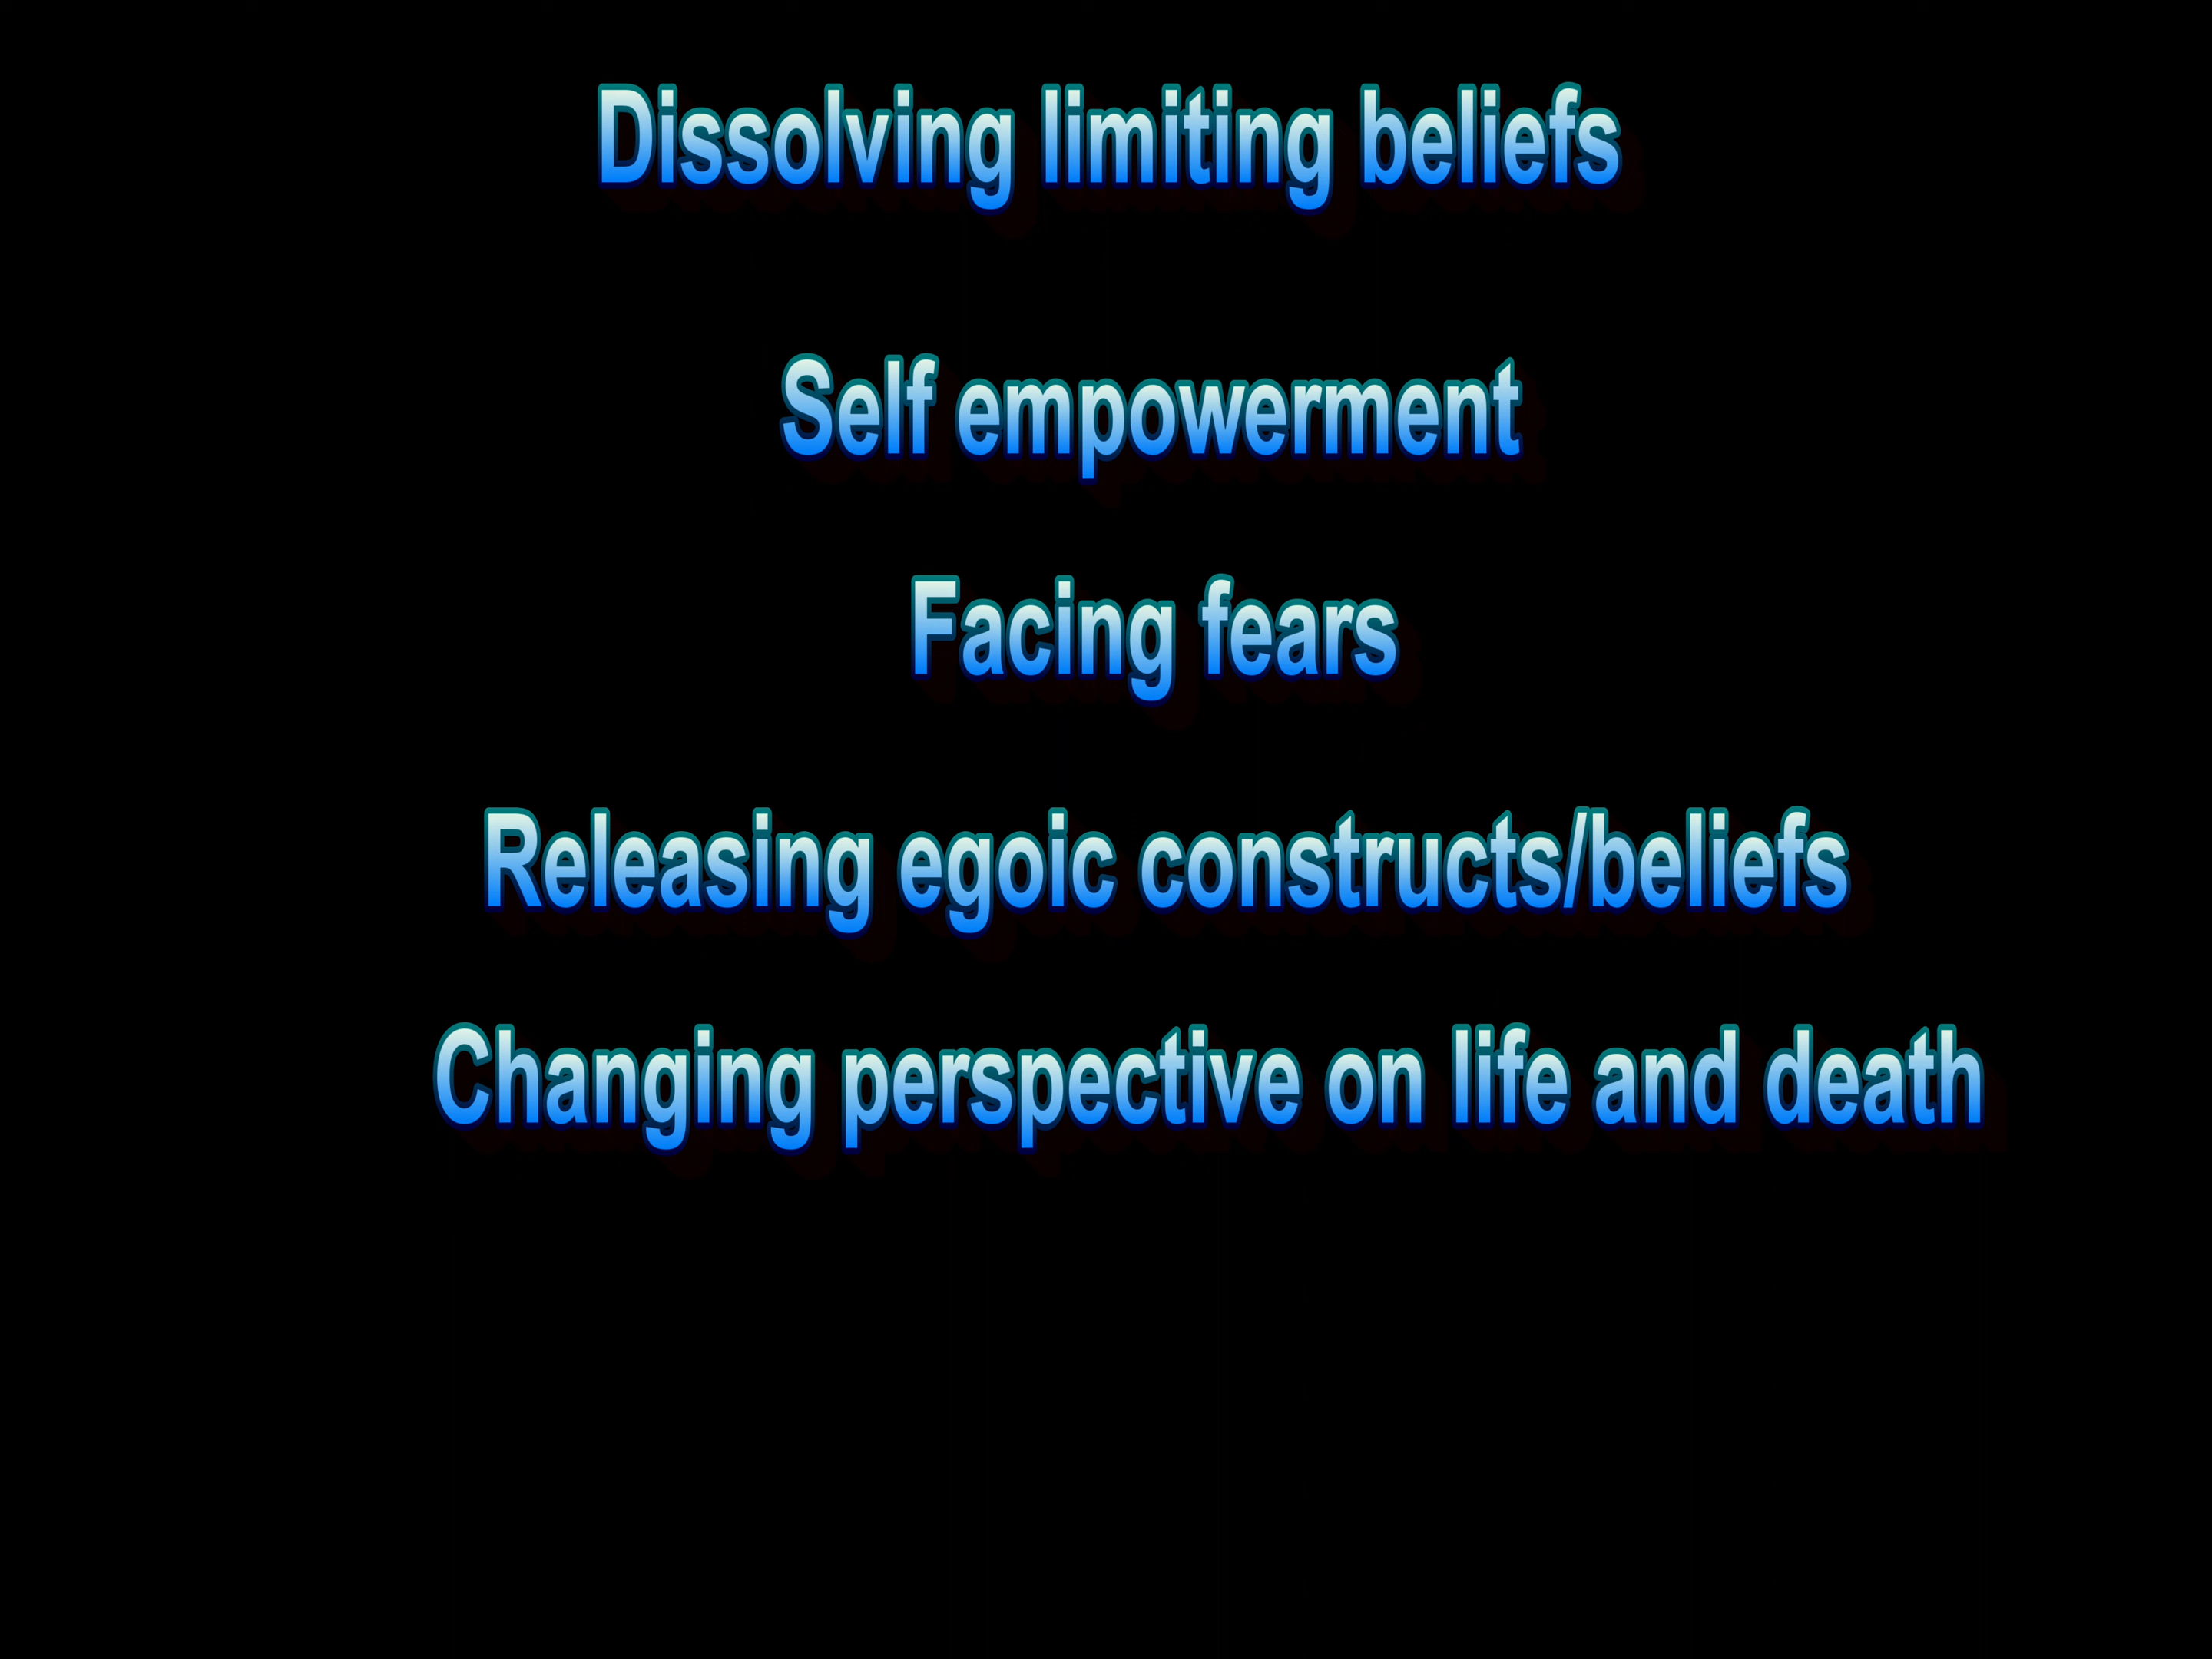 Dissolving limiting beliefs
Self empowerment
Facing fears
Releasing egoic constructs/beliefs
Changing perspective on life and death